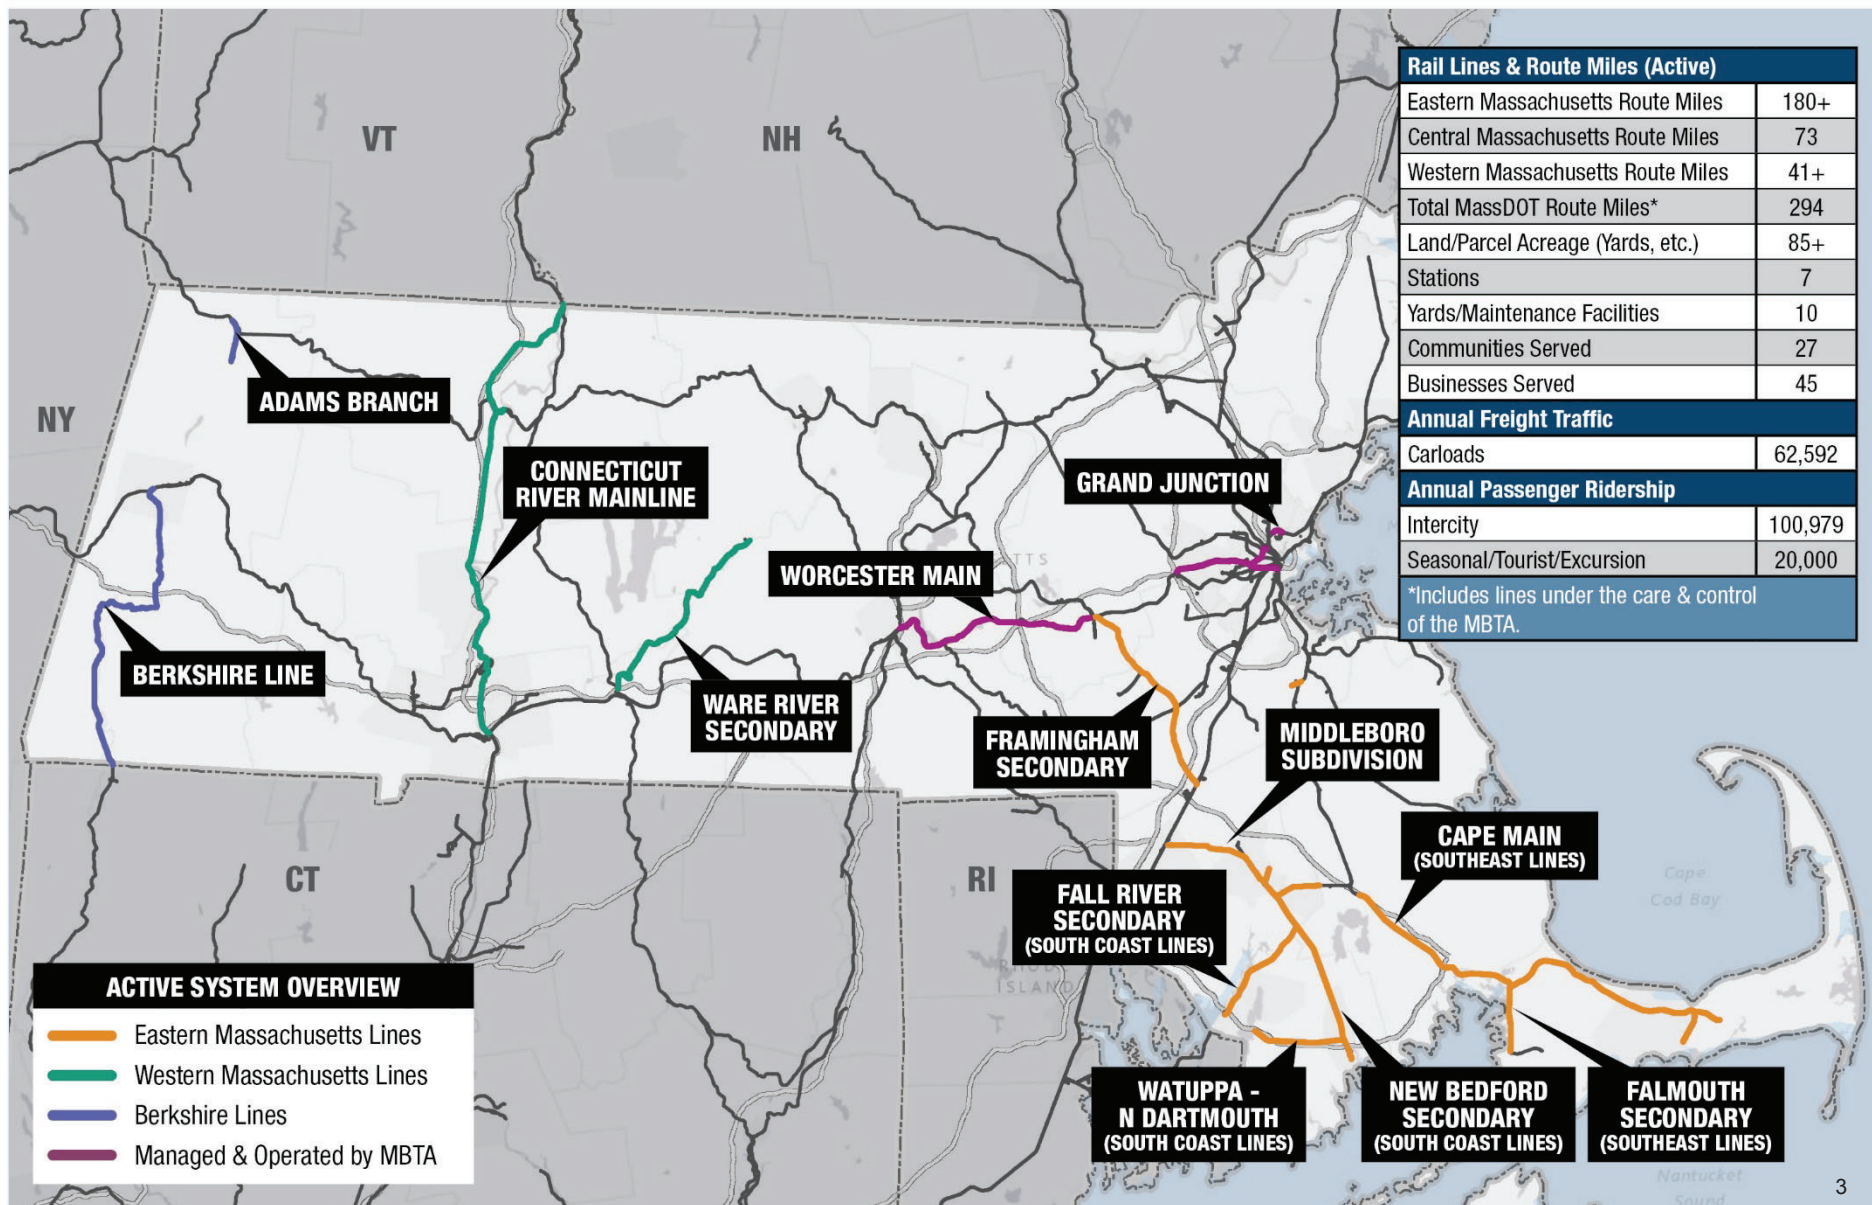 VT
NH
NY
CT
RI
Rail Lines & Route Miles (Active)
Eastern Massachusetts Route Miles 180+
Central Massachusetts Route Miles 73
Western Massachusetts Route Miles 41+
Total MassDOT Route Miles* 294
Land/Parcel Acreage (Yards, etc.) 85+
Stations 7
Yards/Maintenance Facilities 10
Communities Served 27
Businesses Served 45
Annual Freight Traffic
Carloads 62,592
Annual Passenger Ridership
Intercity 100,979
Seasonal/Tourist/Excursion 20,000
*Includes lines under the care & control
of the MBTA.
ADAMS BRANCH
CONNECTICUT
RIVER MAINLINE
GRAND JUNCTION
WORCESTER MAIN
BERKSHIRE LINE
WARE RIVER
SECONDARY
FRAMINGHAM
SECONDARY
MIDDLEBORO
SUBDIVISION
CAPE MAIN
(SOUTHEAST LINES)
FALL RIVER
SECONDARY
(SOUTH COAST LINES)
Cape
Cod Bay
ISLAND
WATUPPA -
N DARTMOUTH
(SOUTH COAST LINES)
NEW BEDFORD
SECONDARY
(SOUTH COAST LINES)
FALMOUTH
SECONDARY
(SOUTHEAST LINES)
Nantucket
Sound
ACTIVE SYSTEM OVERVIEW
Eastern Massachusetts Lines
Western Massachusetts Lines
Berkshire Lines
Managed & Operated by MBTA
3